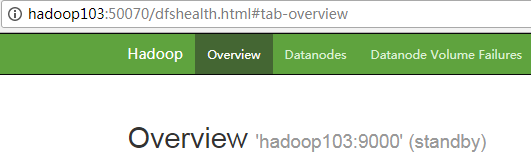 hadoop103:50070/dfshealth.html#tab-overview
Hadoop Overview Datanodes Datanode Volume Failures
Overview 'hadoop103:9000' (standby)